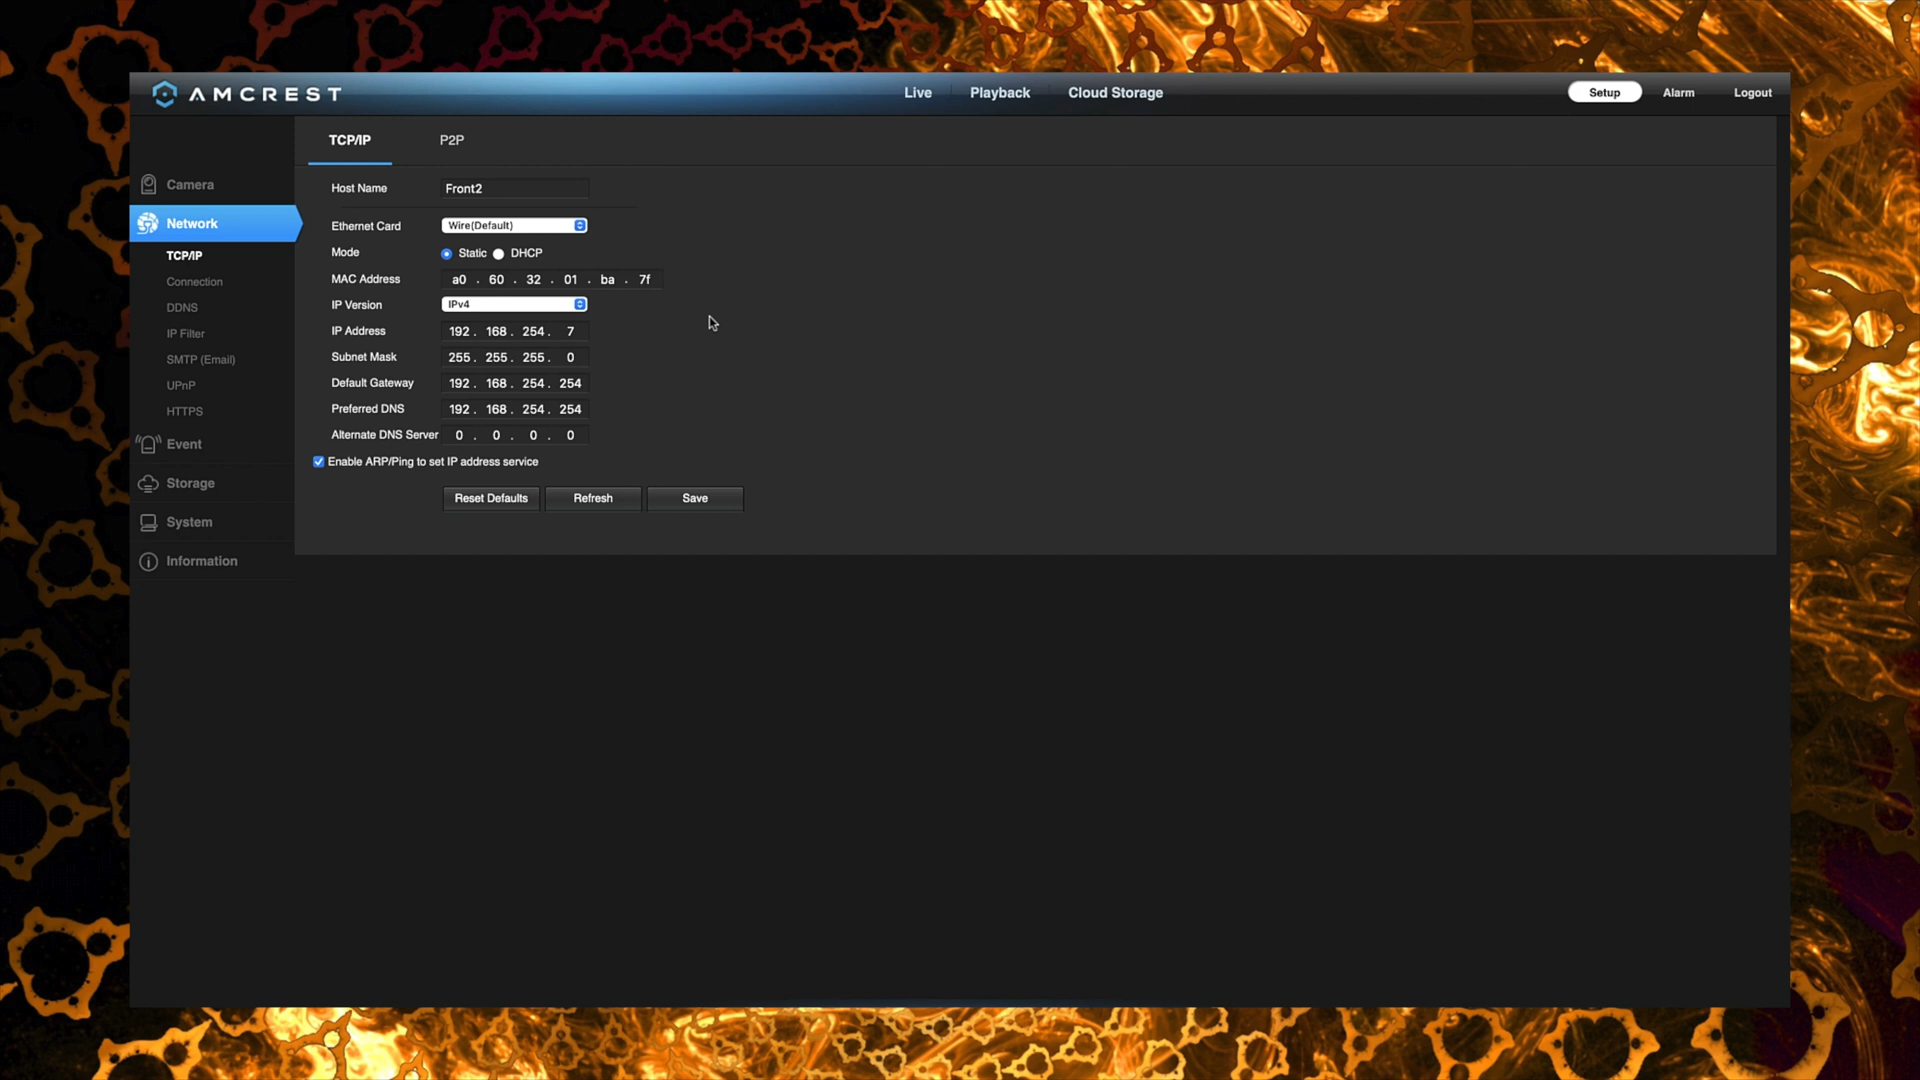 AMCREST
Live
Playback
Cloud Storage
Setup
Alarm
Logout
TCP/IP
P2P
Camera
Network
TCP/IP
Connection
DDNS
IP Filter
SMTP (Email)
UPnP
HTTPS
Event
Storage
System
Information
Host Name Front2
Ethernet Card Wire(Default)
Mode Static DHCP
MAC Address a0 . 60 . 32 . 01 . ba . 7f
IP Version IPv4
IP Address 192 . 168 . 254 . 7
Subnet Mask 255 . 255 . 255 . 0
Default Gateway 192 . 168 . 254 . 254
Preferred DNS 192 . 168 . 254 . 254
Alternate DNS Server 0 . 0 . 0 . 0
Enable ARP/Ping to set IP address service
Reset Defaults Refresh Save